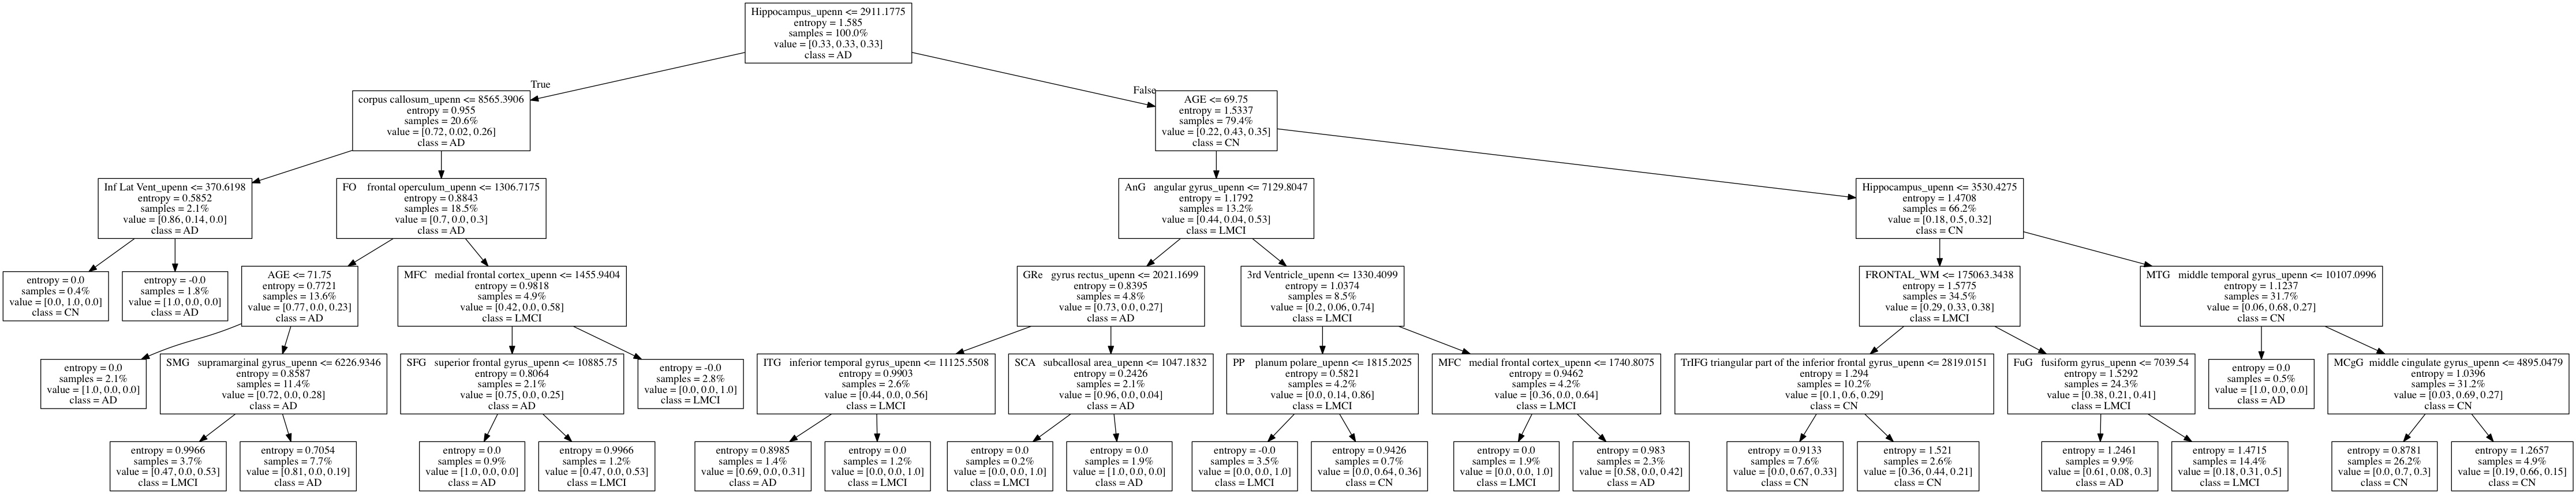 Hippocampus_upenn <= 2911.1775
entropy = 1.585
samples = 100.0%
value = [0.33, 0.33, 0.33]
class = AD
True
False
corpus callosum_upenn <= 8565.3906
entropy = 0.955
samples = 20.6%
value = [0.72, 0.02, 0.26]
class = AD
AGE <= 69.75
entropy = 1.5337
samples = 79.4%
value = [0.22, 0.43, 0.35]
class = CN
Inf Lat Vent_upenn <= 370.6198
entropy = 0.5852
samples = 2.1%
value = [0.86, 0.14, 0.0]
class = AD
FO    frontal operculum_upenn <= 1306.7175
entropy = 0.8843
samples = 18.5%
value = [0.7, 0.0, 0.3]
class = AD
AnG   angular gyrus_upenn <= 7129.8047
entropy = 1.1792
samples = 13.2%
value = [0.44, 0.04, 0.53]
class = LMCI
Hippocampus_upenn <= 3530.4275
entropy = 1.4708
samples = 66.2%
value = [0.18, 0.5, 0.32]
class = CN
entropy = 0.0
samples = 0.4%
value = [0.0, 1.0, 0.0]
class = CN
entropy = -0.0
samples = 1.8%
value = [1.0, 0.0, 0.0]
class = AD
AGE <= 71.75
entropy = 0.7721
samples = 13.6%
value = [0.77, 0.0, 0.23]
class = AD
MFC   medial frontal cortex_upenn <= 1455.9404
entropy = 0.9818
samples = 4.9%
value = [0.42, 0.0, 0.58]
class = LMCI
GRe   gyrus rectus_upenn <= 2021.1699
entropy = 0.8395
samples = 4.8%
value = [0.73, 0.0, 0.27]
class = AD
3rd Ventricle_upenn <= 1330.4099
entropy = 1.0374
samples = 8.5%
value = [0.2, 0.06, 0.74]
class = LMCI
FRONTAL_WM <= 175063.3438
entropy = 1.5775
samples = 34.5%
value = [0.29, 0.33, 0.38]
class = LMCI
MTG   middle temporal gyrus_upenn <= 10107.0996
entropy = 1.1237
samples = 31.7%
value = [0.06, 0.68, 0.27]
class = CN
entropy = 0.0
samples = 2.1%
value = [1.0, 0.0, 0.0]
class = AD
SMG   supramarginal gyrus_upenn <= 6226.9346
entropy = 0.8587
samples = 11.4%
value = [0.72, 0.0, 0.28]
class = AD
SFG   superior frontal gyrus_upenn <= 10885.75
entropy = 0.8064
samples = 2.1%
value = [0.75, 0.0, 0.25]
class = AD
entropy = -0.0
samples = 2.8%
value = [0.0, 0.0, 1.0]
class = LMCI
ITG   inferior temporal gyrus_upenn <= 11125.5508
entropy = 0.9903
samples = 2.6%
value = [0.44, 0.0, 0.56]
class = LMCI
SCA   subcallosal area_upenn <= 1047.1832
entropy = 0.2426
samples = 2.1%
value = [0.96, 0.0, 0.04]
class = AD
PP    planum polare_upenn <= 1815.2025
entropy = 0.5821
samples = 4.2%
value = [0.0, 0.14, 0.86]
class = LMCI
MFC   medial frontal cortex_upenn <= 1740.8075
entropy = 0.9462
samples = 4.2%
value = [0.36, 0.0, 0.64]
class = LMCI
TrIFG triangular part of the inferior frontal gyrus_upenn <= 2819.0151
entropy = 1.294
samples = 10.2%
value = [0.1, 0.6, 0.29]
class = CN
FuG   fusiform gyrus_upenn <= 7039.54
entropy = 1.5292
samples = 24.3%
value = [0.38, 0.21, 0.41]
class = LMCI
entropy = 0.0
samples = 0.5%
value = [1.0, 0.0, 0.0]
class = AD
MCgG  middle cingulate gyrus_upenn <= 4895.0479
entropy = 1.0396
samples = 31.2%
value = [0.03, 0.69, 0.27]
class = CN
entropy = 0.9966
samples = 3.7%
value = [0.47, 0.0, 0.53]
class = LMCI
entropy = 0.7054
samples = 7.7%
value = [0.81, 0.0, 0.19]
class = AD
entropy = 0.0
samples = 0.9%
value = [1.0, 0.0, 0.0]
class = AD
entropy = 0.9966
samples = 1.2%
value = [0.47, 0.0, 0.53]
class = LMCI
entropy = 0.8985
samples = 1.4%
value = [0.69, 0.0, 0.31]
class = AD
entropy = 0.0
samples = 1.2%
value = [0.0, 0.0, 1.0]
class = LMCI
entropy = 0.0
samples = 0.2%
value = [0.0, 0.0, 1.0]
class = LMCI
entropy = 0.0
samples = 1.9%
value = [1.0, 0.0, 0.0]
class = AD
entropy = -0.0
samples = 3.5%
value = [0.0, 0.0, 1.0]
class = LMCI
entropy = 0.9426
samples = 0.7%
value = [0.0, 0.64, 0.36]
class = CN
entropy = 0.0
samples = 1.9%
value = [0.0, 0.0, 1.0]
class = LMCI
entropy = 0.983
samples = 2.3%
value = [0.58, 0.0, 0.42]
class = AD
entropy = 0.9133
samples = 7.6%
value = [0.0, 0.67, 0.33]
class = CN
entropy = 1.521
samples = 2.6%
value = [0.36, 0.44, 0.21]
class = CN
entropy = 1.2461
samples = 9.9%
value = [0.61, 0.08, 0.3]
class = AD
entropy = 1.4715
samples = 14.4%
value = [0.18, 0.31, 0.5]
class = LMCI
entropy = 0.8781
samples = 26.2%
value = [0.0, 0.7, 0.3]
class = CN
entropy = 1.2657
samples = 4.9%
value = [0.19, 0.66, 0.15]
class = CN